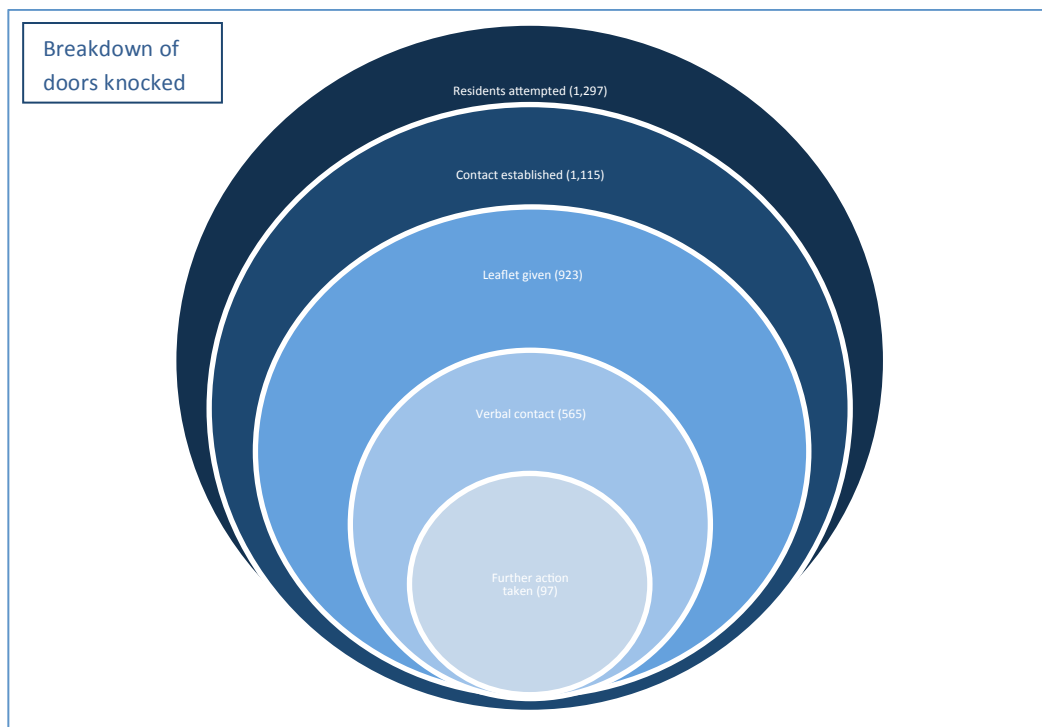 Breakdown of
doors knocked
Residents attempted (1,297)
Contact established (1,115)
Leaflet given (923)
Verbal contact (565)
Further action
taken (97)